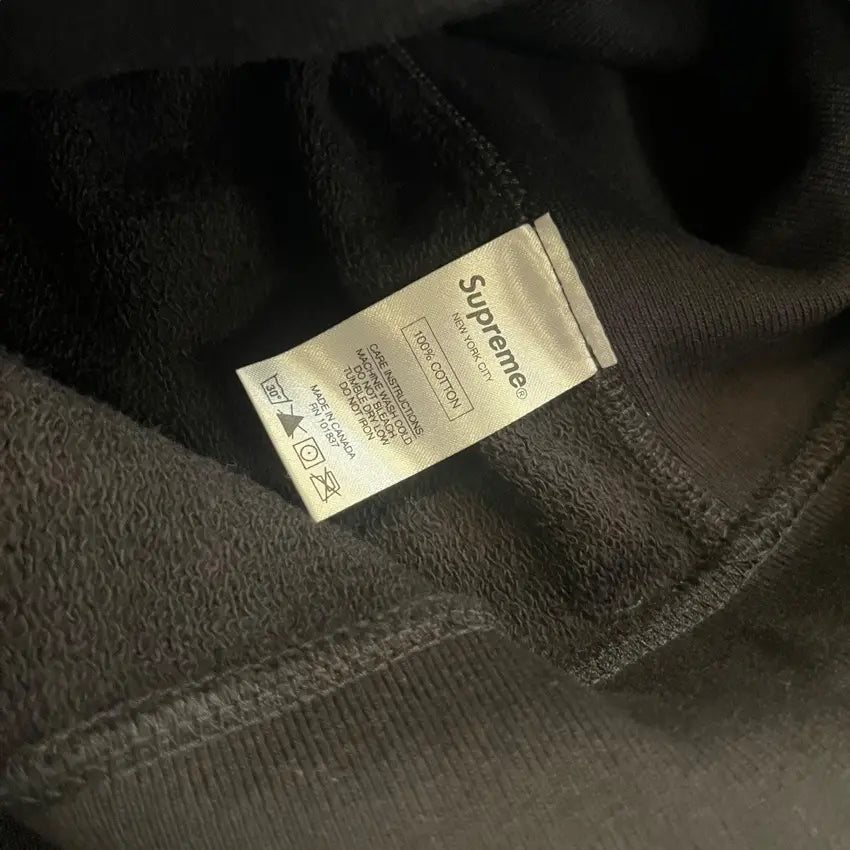 Supreme®
NEW YORK CITY
100% COTTON
CARE INSTRUCTIONS
MACHINE WASH COLD
DO NOT BLEACH
TUMBLE DRY LOW
DO NOT IRON
MADE IN CANADA
FIN 101837
30°